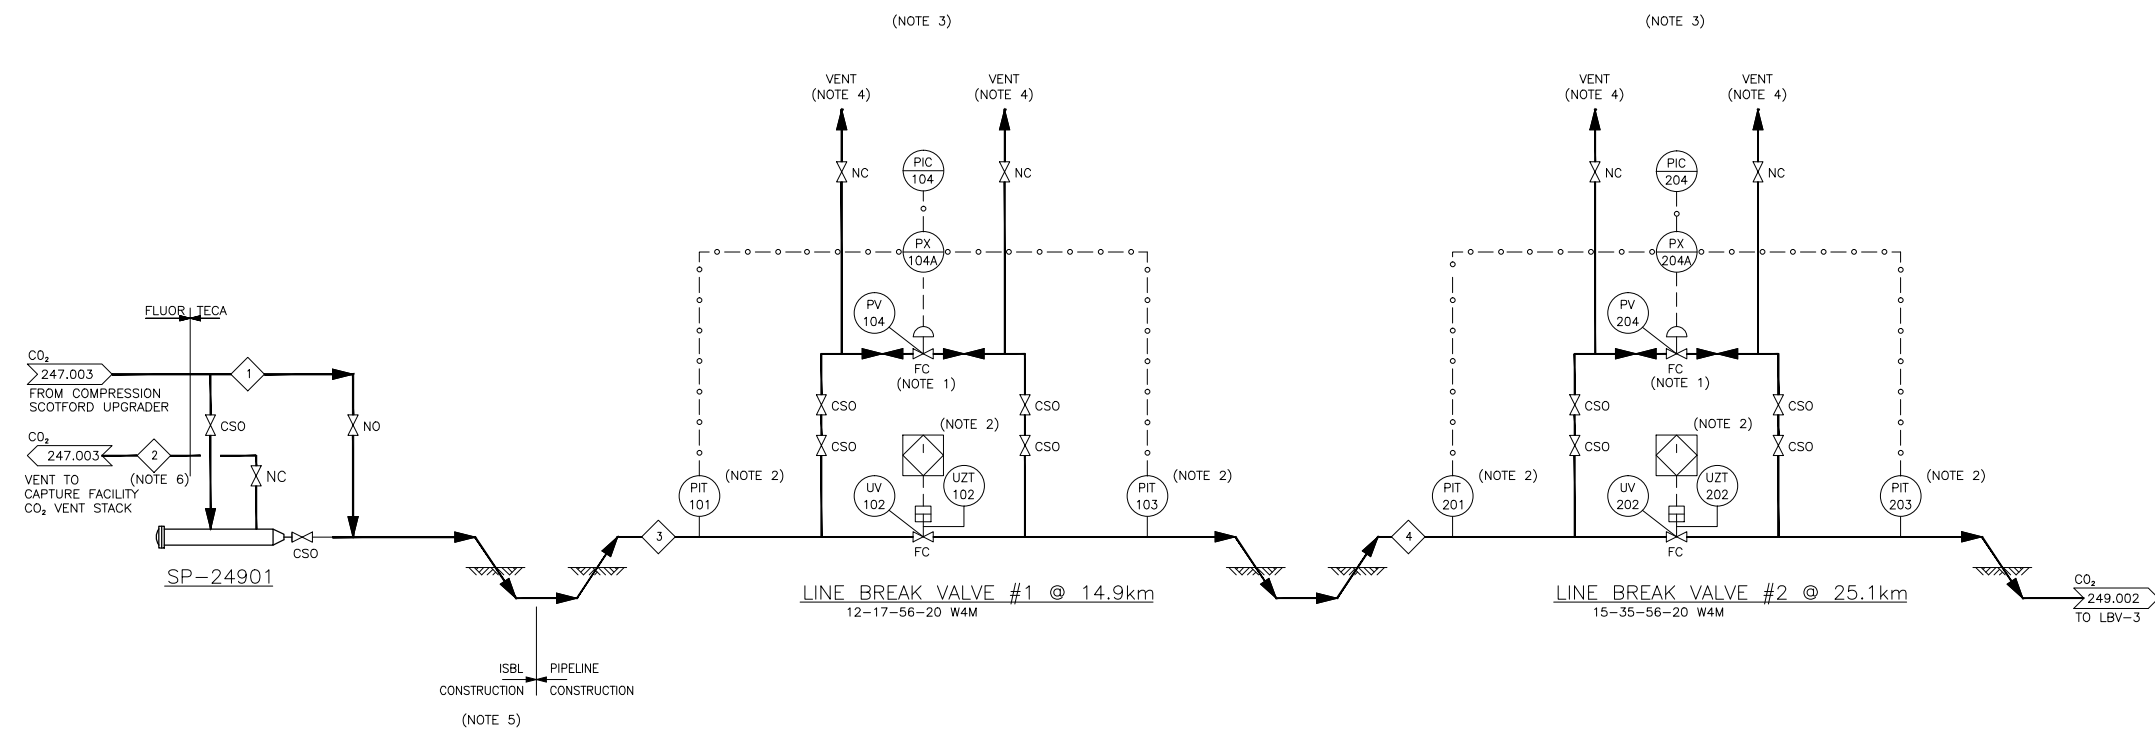 (NOTE 3)
(NOTE 3)
VENT
(NOTE 4)
VENT
(NOTE 4)
VENT
(NOTE 4)
VENT
(NOTE 4)
NC
PIC
104
NC
NC
PIC
204
NC
PX
104A
PX
204A
FLUOR TECA
PV
104
PV
204
CO₂
247.003
FROM COMPRESSION
SCOTFORD UPGRADER
1
FC
(NOTE 1)
FC
(NOTE 1)
CSO
NO
CSO
CSO
CSO
CSO
(NOTE 2)
(NOTE 2)
CSO
CSO
CSO
CSO
CO₂
247.003
2
(NOTE 6)
VENT TO
CAPTURE FACILITY
CO₂ VENT STACK
NC
I
I
PIT
101
(NOTE 2)
UV
102
UZT
102
PIT
103
(NOTE 2)
PIT
201
(NOTE 2)
UV
202
UZT
202
PIT
203
(NOTE 2)
CSO
3
FC
4
FC
SP-24901
LINE BREAK VALVE #1 @ 14.9km
12-17-56-20 W4M
LINE BREAK VALVE #2 @ 25.1km
15-35-56-20 W4M
CO₂
249.002
TO LBV-3
ISBL PIPELINE
CONSTRUCTION CONSTRUCTION
(NOTE 5)